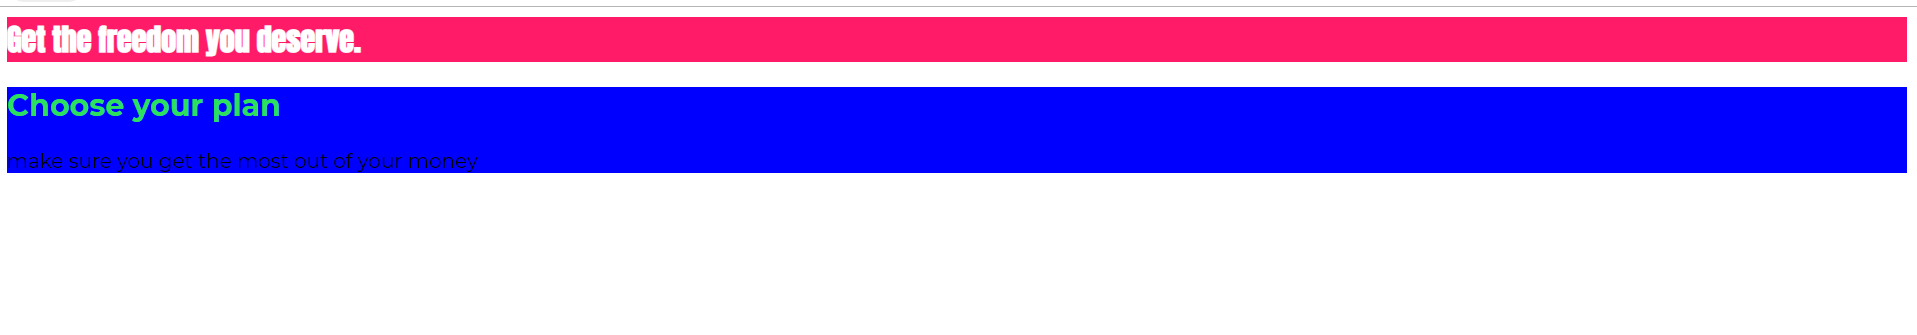 Get the freedom you deserve.
Choose your plan
make sure you get the most out of your money